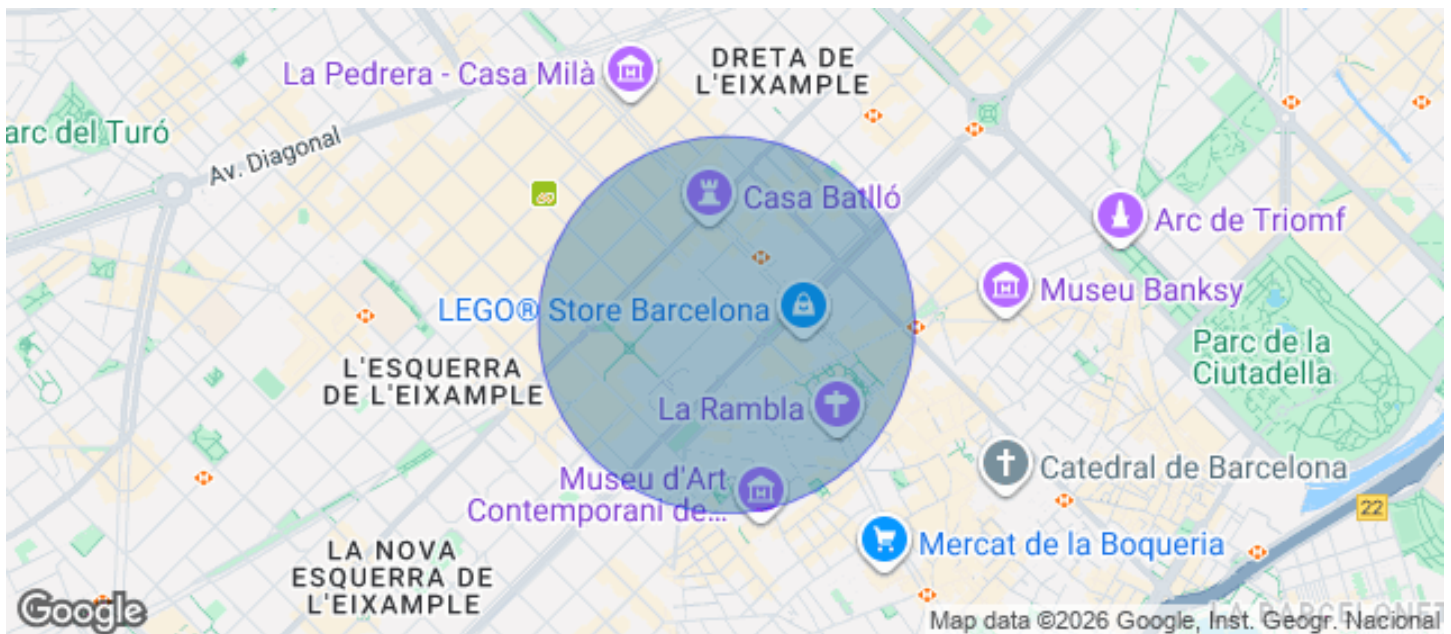 DRETA DE
L'EIXAMPLE
La Pedrera - Casa Milà
arc del Turó
Av. Diagonal
Casa Batlló
Arc de Triomf
Museu Banksy
LEGO® Store Barcelona
Parc de la
Ciutadella
L'ESQUERRA
DE L'EIXAMPLE
La Rambla
Catedral de Barcelona
Museu d'Art
Contemporani de...
22
Mercat de la Boqueria
LA NOVA
ESQUERRA DE
L'EIXAMPLE
Google
Map data ©2026 Google, Inst. Geogr. Nacional